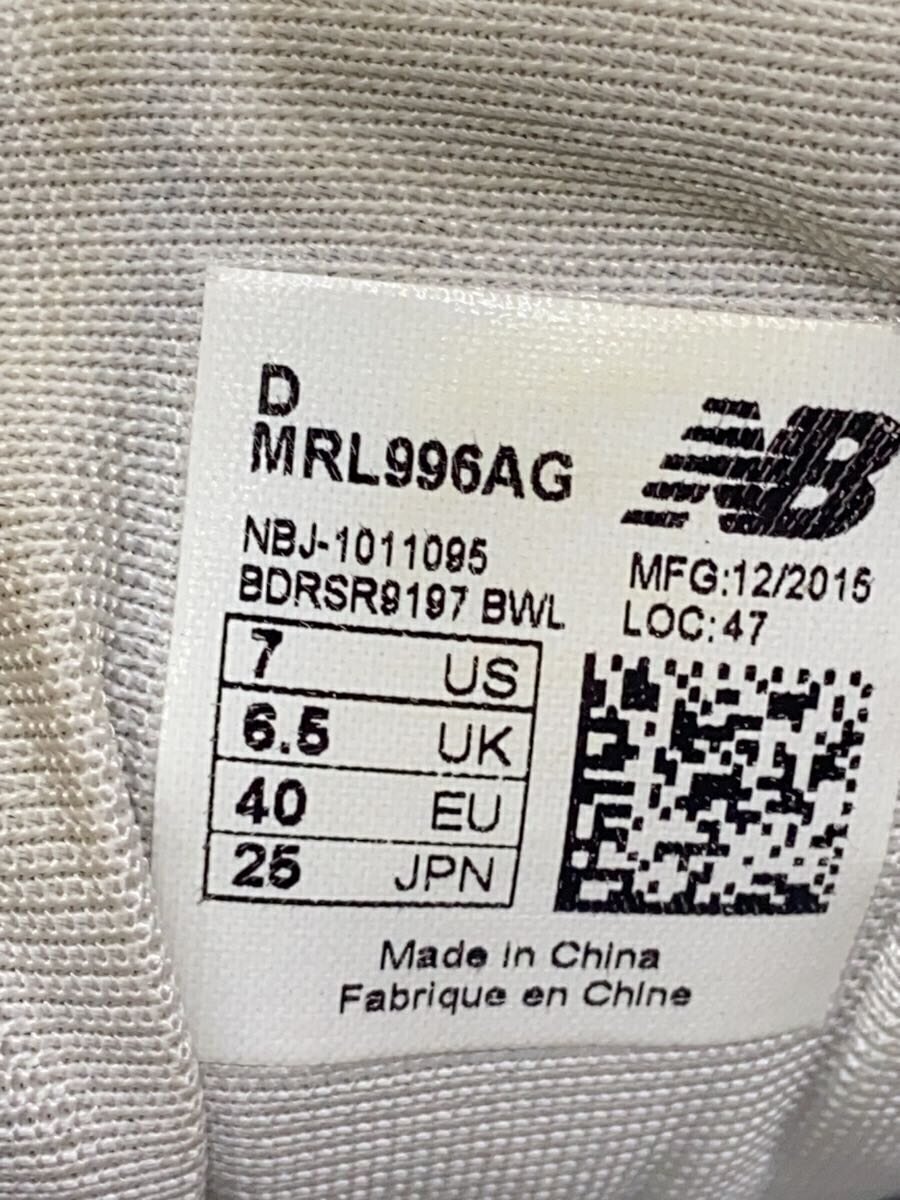 D
MRL996AG
NB
NBJ-1011095
BDRSR9197 BWL
MFG:12/2015
LOC:47
7 US
6.5 UK
40 EU
25 JPN
Made in China
Fabrique en Chine